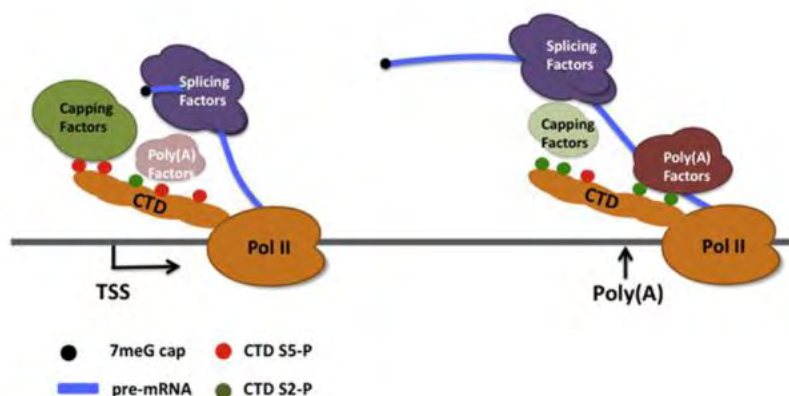 Capping
Factors
Splicing
Factors
Poly(A)
Factors
CTD
Pol II
TSS
Splicing
Factors
Capping
Factors
Poly(A)
Factors
CTD
Pol II
Poly(A)
7meG cap
CTD S5-P
pre-mRNA
CTD S2-P